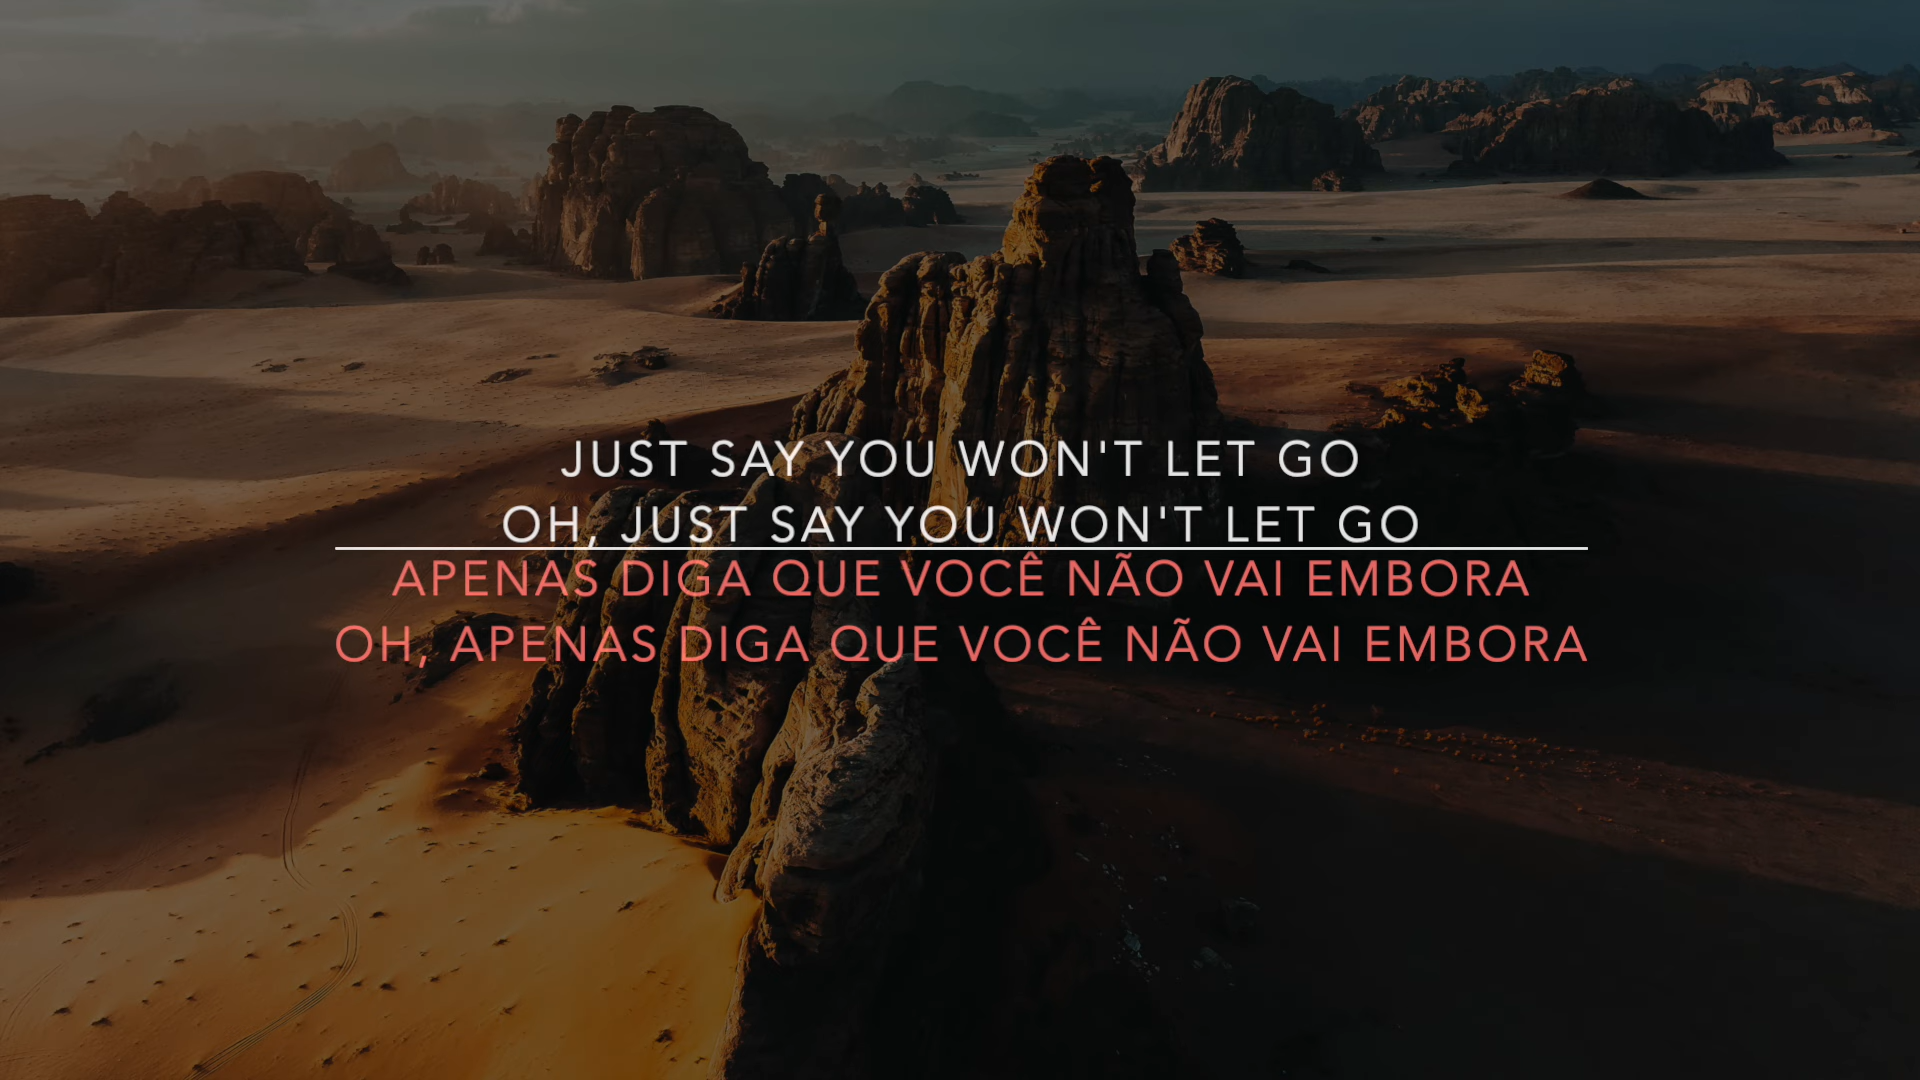 JUST SAY YOU WON'T LET GO
OH, JUST SAY YOU WON'T LET GO
APENAS DIGA QUE VOCÊ NÃO VAI EMBORA
OH, APENAS DIGA QUE VOCÊ NÃO VAI EMBORA